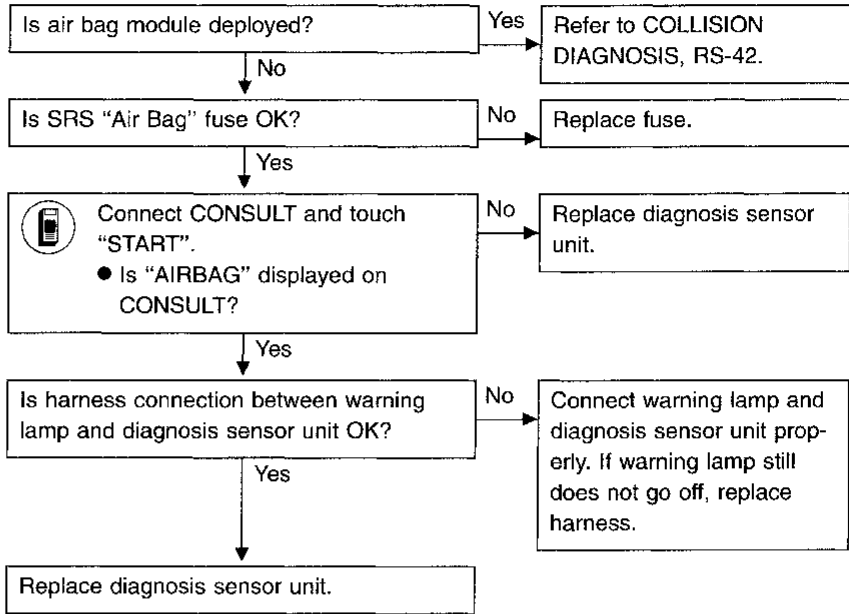 Is air bag module deployed?
Yes
Refer to COLLISION
DIAGNOSIS, RS-42.
No
Is SRS “Air Bag” fuse OK?
No
Replace fuse.
Yes
Connect CONSULT and touch
“START”.
● Is “AIRBAG” displayed on
CONSULT?
No
Replace diagnosis sensor
unit.
Yes
Is harness connection between warning
lamp and diagnosis sensor unit OK?
No
Connect warning lamp and
diagnosis sensor unit prop-
erly. If warning lamp still
does not go off, replace
harness.
Yes
Replace diagnosis sensor unit.